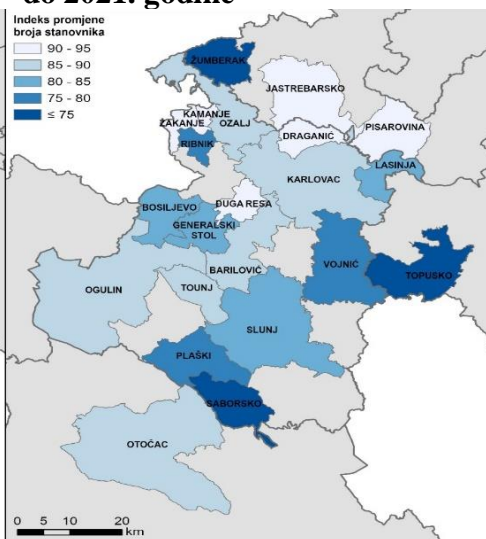 do 2021. godine
Indeks promjene
broja stanovnika
90 - 95
85 - 90
80 - 85
75 - 80
≤ 75
ŽUMBERAK
JASTREBARSKO
KAMANJE
ŽAKANJE
OZALJ
DRAGANIĆ
PISAROVINA
RIBNIK
LASINJA
KARLOVAC
BOSILJEVO
DUGA RESA
GENERALSKI
STOL
VOJNIĆ
TOPUSKO
BARILOVIĆ
OGULIN
TOUNJ
SLUNJ
PLAŠKI
SABORSKO
OTOČAC
0 5 10 20
km